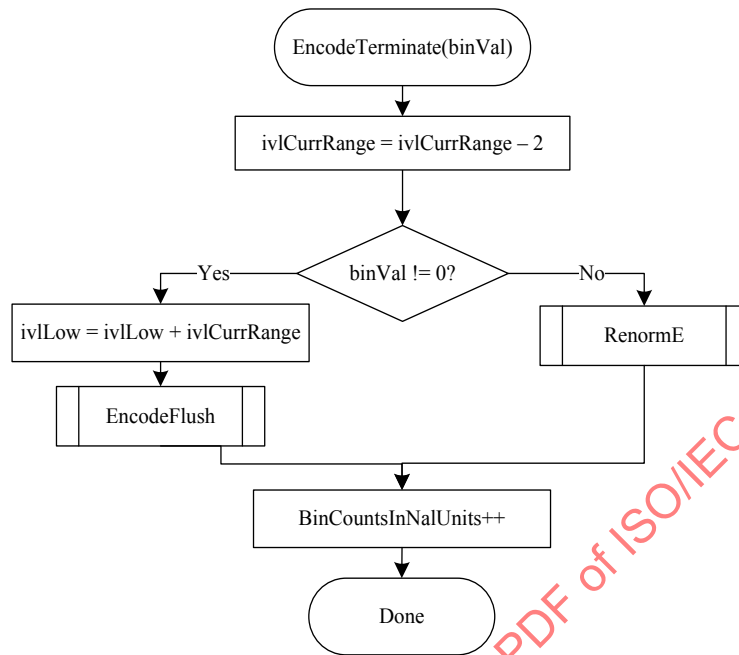 EncodeTerminate(binVal)
ivlCurrRange = ivlCurrRange – 2
binVal != 0?
Yes
No
ivlLow = ivlLow + ivlCurrRange
RenormE
EncodeFlush
BinCountsInNalUnits++
Done
PDF of ISO/IEC